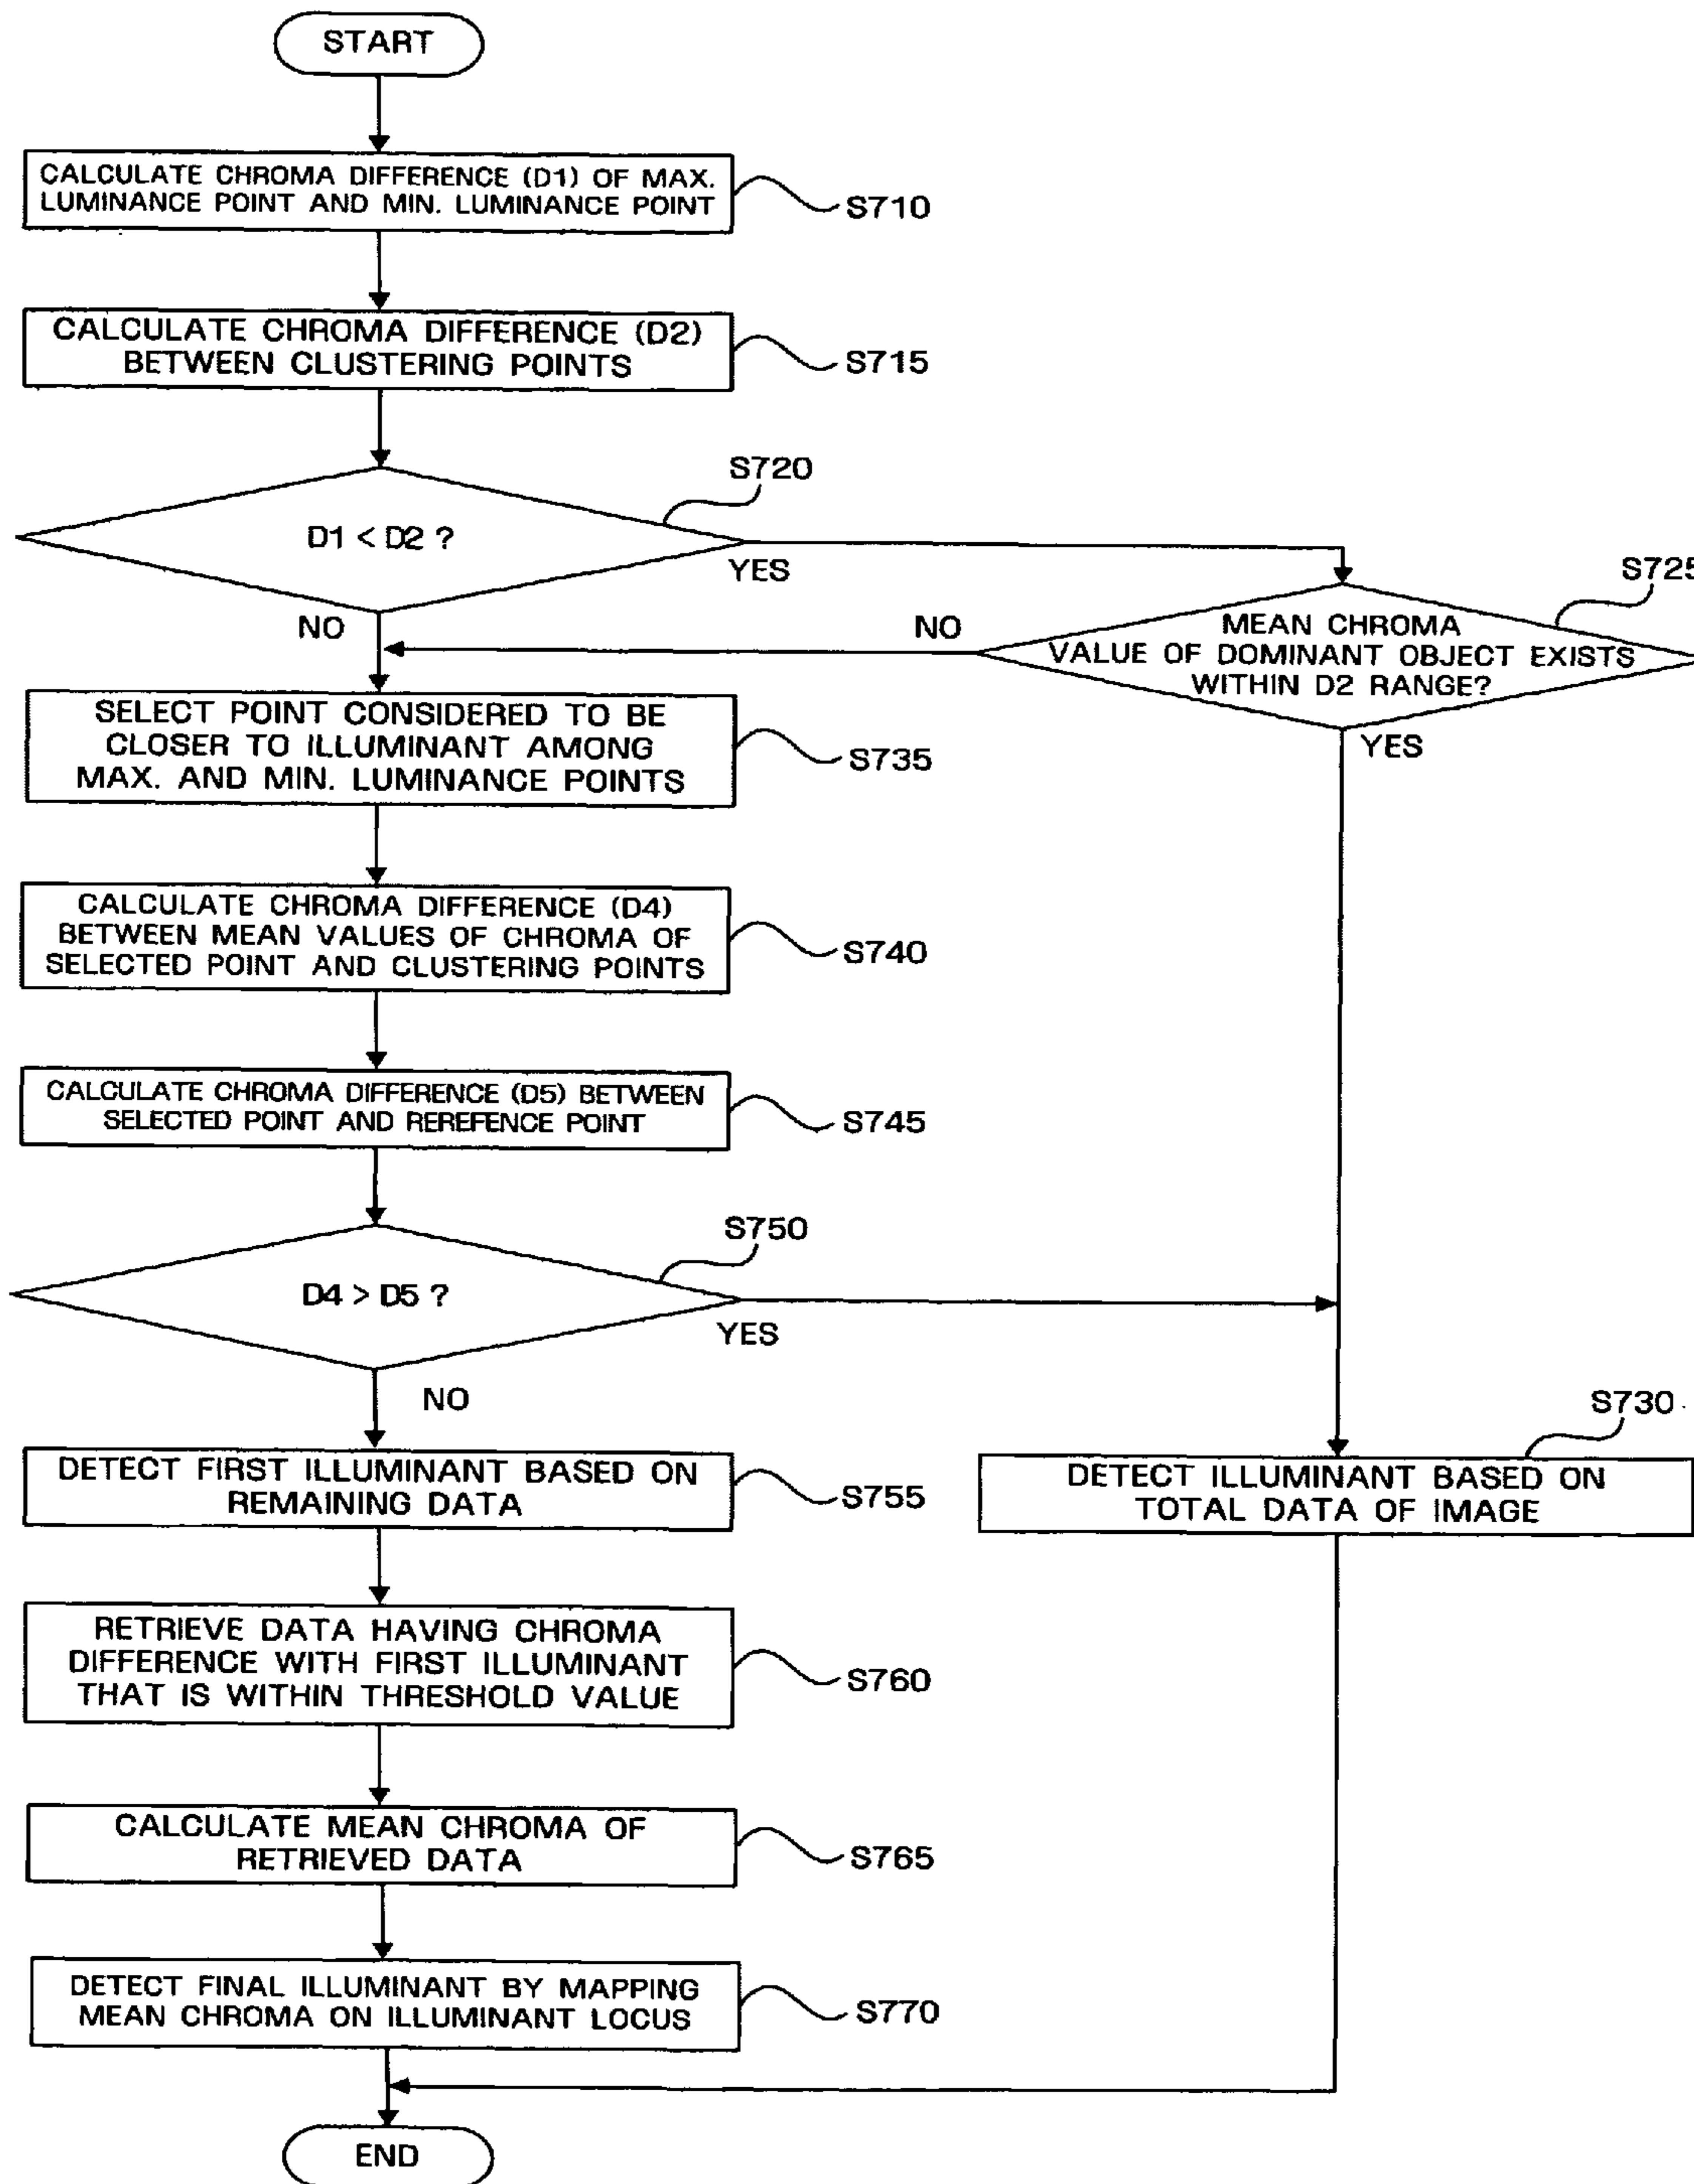 START
CALCULATE CHROMA DIFFERENCE (D1) OF MAX.
LUMINANCE POINT AND MIN. LUMINANCE POINT
S710
CALCULATE CHROMA DIFFERENCE (D2)
BETWEEN CLUSTERING POINTS
S715
S720
D1 < D2 ?
YES
NO
S725
MEAN CHROMA
VALUE OF DOMINANT OBJECT EXISTS
WITHIN D2 RANGE?
NO
YES
SELECT POINT CONSIDERED TO BE
CLOSER TO ILLUMINANT AMONG
MAX. AND MIN. LUMINANCE POINTS
S735
CALCULATE CHROMA DIFFERENCE (D4)
BETWEEN MEAN VALUES OF CHROMA OF
SELECTED POINT AND CLUSTERING POINTS
S740
CALCULATE CHROMA DIFFERENCE (D5) BETWEEN
SELECTED POINT AND REREFENCE POINT
S745
S750
D4 > D5 ?
YES
NO
S730
DETECT ILLUMINANT BASED ON
TOTAL DATA OF IMAGE
DETECT FIRST ILLUMINANT BASED ON
REMAINING DATA
S755
RETRIEVE DATA HAVING CHROMA
DIFFERENCE WITH FIRST ILLUMINANT
THAT IS WITHIN THRESHOLD VALUE
S760
CALCULATE MEAN CHROMA OF
RETRIEVED DATA
S765
DETECT FINAL ILLUMINANT BY MAPPING
MEAN CHROMA ON ILLUMINANT LOCUS
S770
END